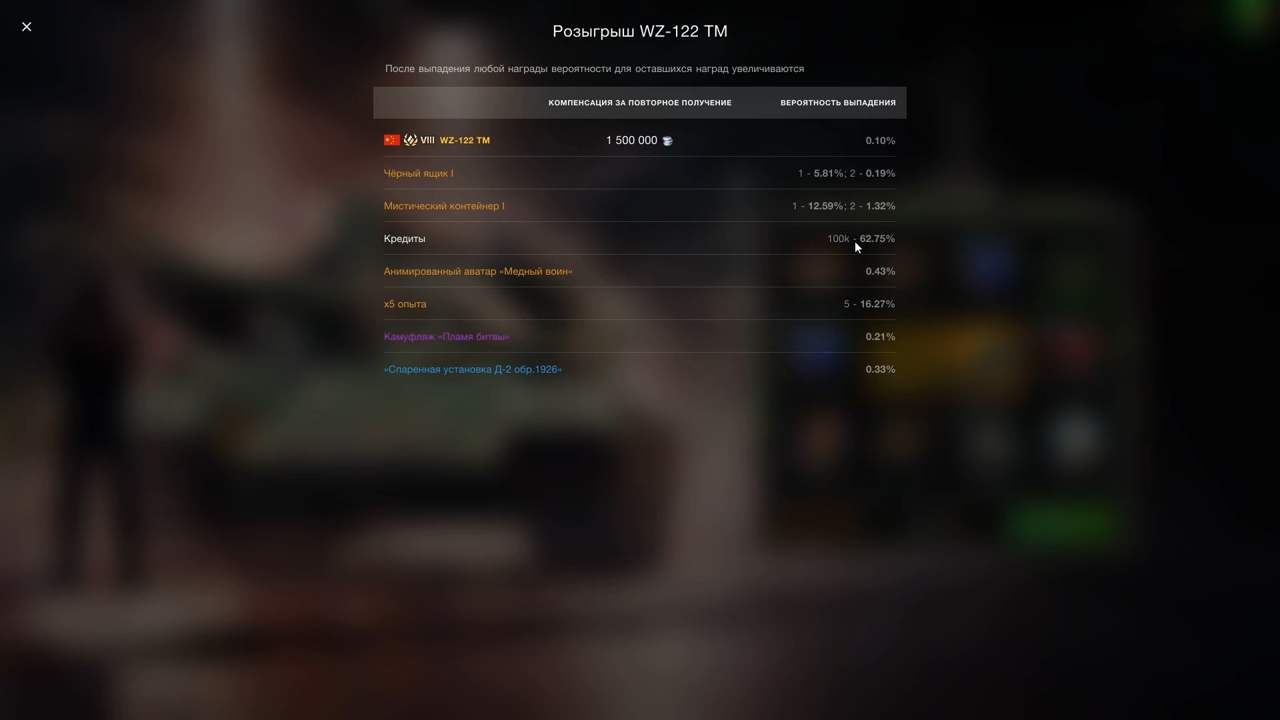 Розыгрыш WZ-122 TM
После выпадения любой награды вероятности для оставшихся наград увеличиваются
КОМПЕНСАЦИЯ ЗА ПОВТОРНОЕ ПОЛУЧЕНИЕ ВЕРОЯТНОСТЬ ВЫПАДЕНИЯ
VIII WZ-122 TM 1 500 000 0.10%
Чёрный ящик I 1 - 5.81%; 2 - 0.19%
Мистический контейнер I 1 - 12.59%; 2 - 1.32%
Кредиты 100k - 62.75%
Анимированный аватар «Медный воин» 0.43%
x5 опыта 5 - 16.27%
Камуфляж «Пламя битвы» 0.21%
«Спаренная установка Д-2 обр.1926» 0.33%